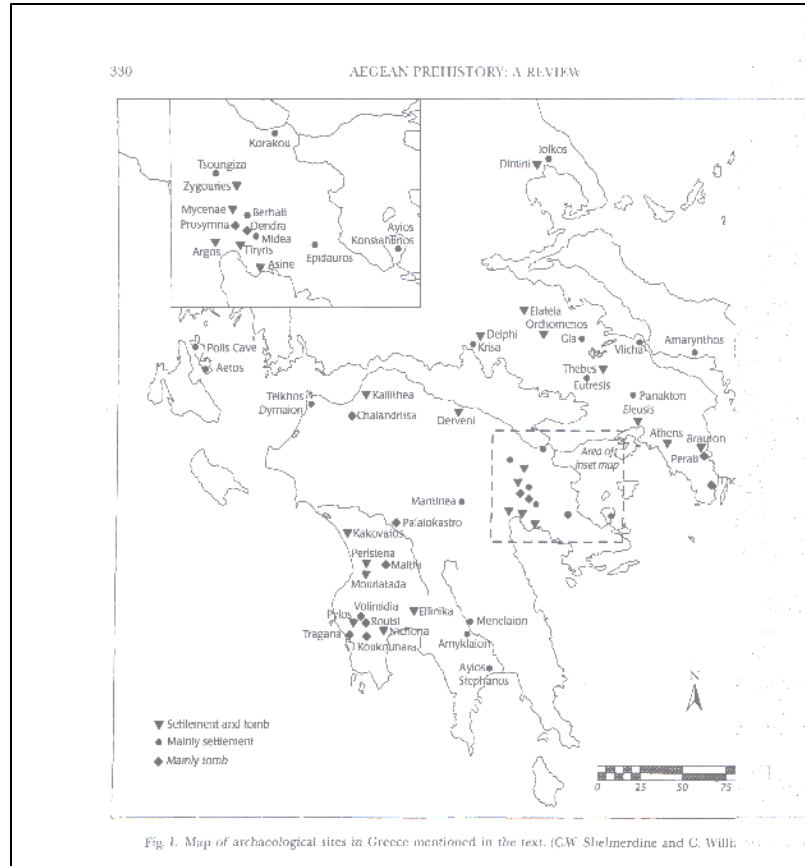 330
AEGEAN PREHISTORY: A REVIEW
Korakou
Tsoungiza
Zygouries
Mycenae
Berbati
Prosymna
Dendra
Midea
Argos
Tiryns
Asine
Epidauros
Ayios
Konstantinos
Iolkos
Dimini
Elateia
Orchomenos
Gla
Delphi
Krisa
Vlicha
Amarynthos
Thebes
Eutresis
Polis Cave
Aetos
Teikhos
Dymaion
Kallithea
Chalandritsa
Derveni
Panakton
Eleusis
Athens
Brauron
Perati
Area of
inset map
Mantinea
Palaiokastro
Kakovatos
Peristeria
Malthi
Mouriatada
Volimidia
Pylos
Routsi
Ellinika
Tragana
Nichoria
Koukounara
Menelaion
Amyklaion
Ayios
Stephanos
N
Settlement and tomb
Mainly settlement
Mainly tomb
0 25 50 75
Fig. 1. Map of archaeological sites in Greece mentioned in the text. (C.W. Shelmerdine and C.